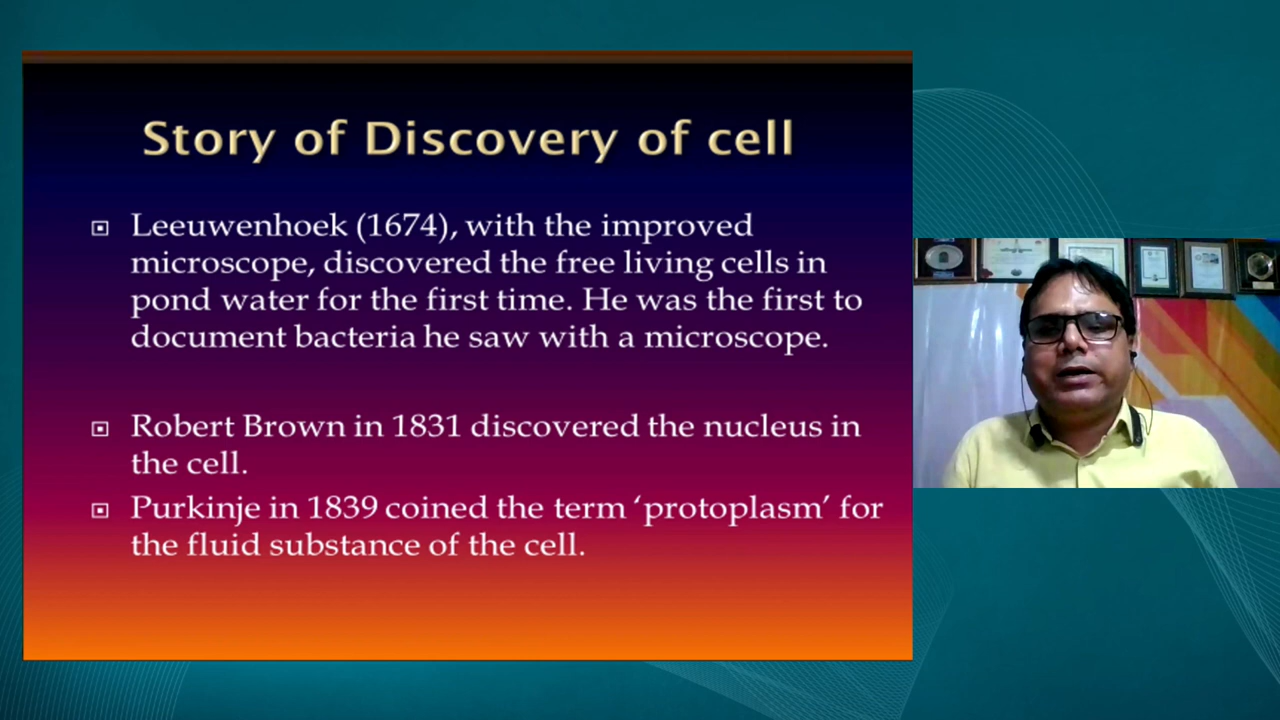 Story of Discovery of cell
Leeuwenhoek (1674), with the improved
microscope, discovered the free living cells in
pond water for the first time. He was the first to
document bacteria he saw with a microscope.
Robert Brown in 1831 discovered the nucleus in
the cell.
Purkinje in 1839 coined the term ‘protoplasm’ for
the fluid substance of the cell.